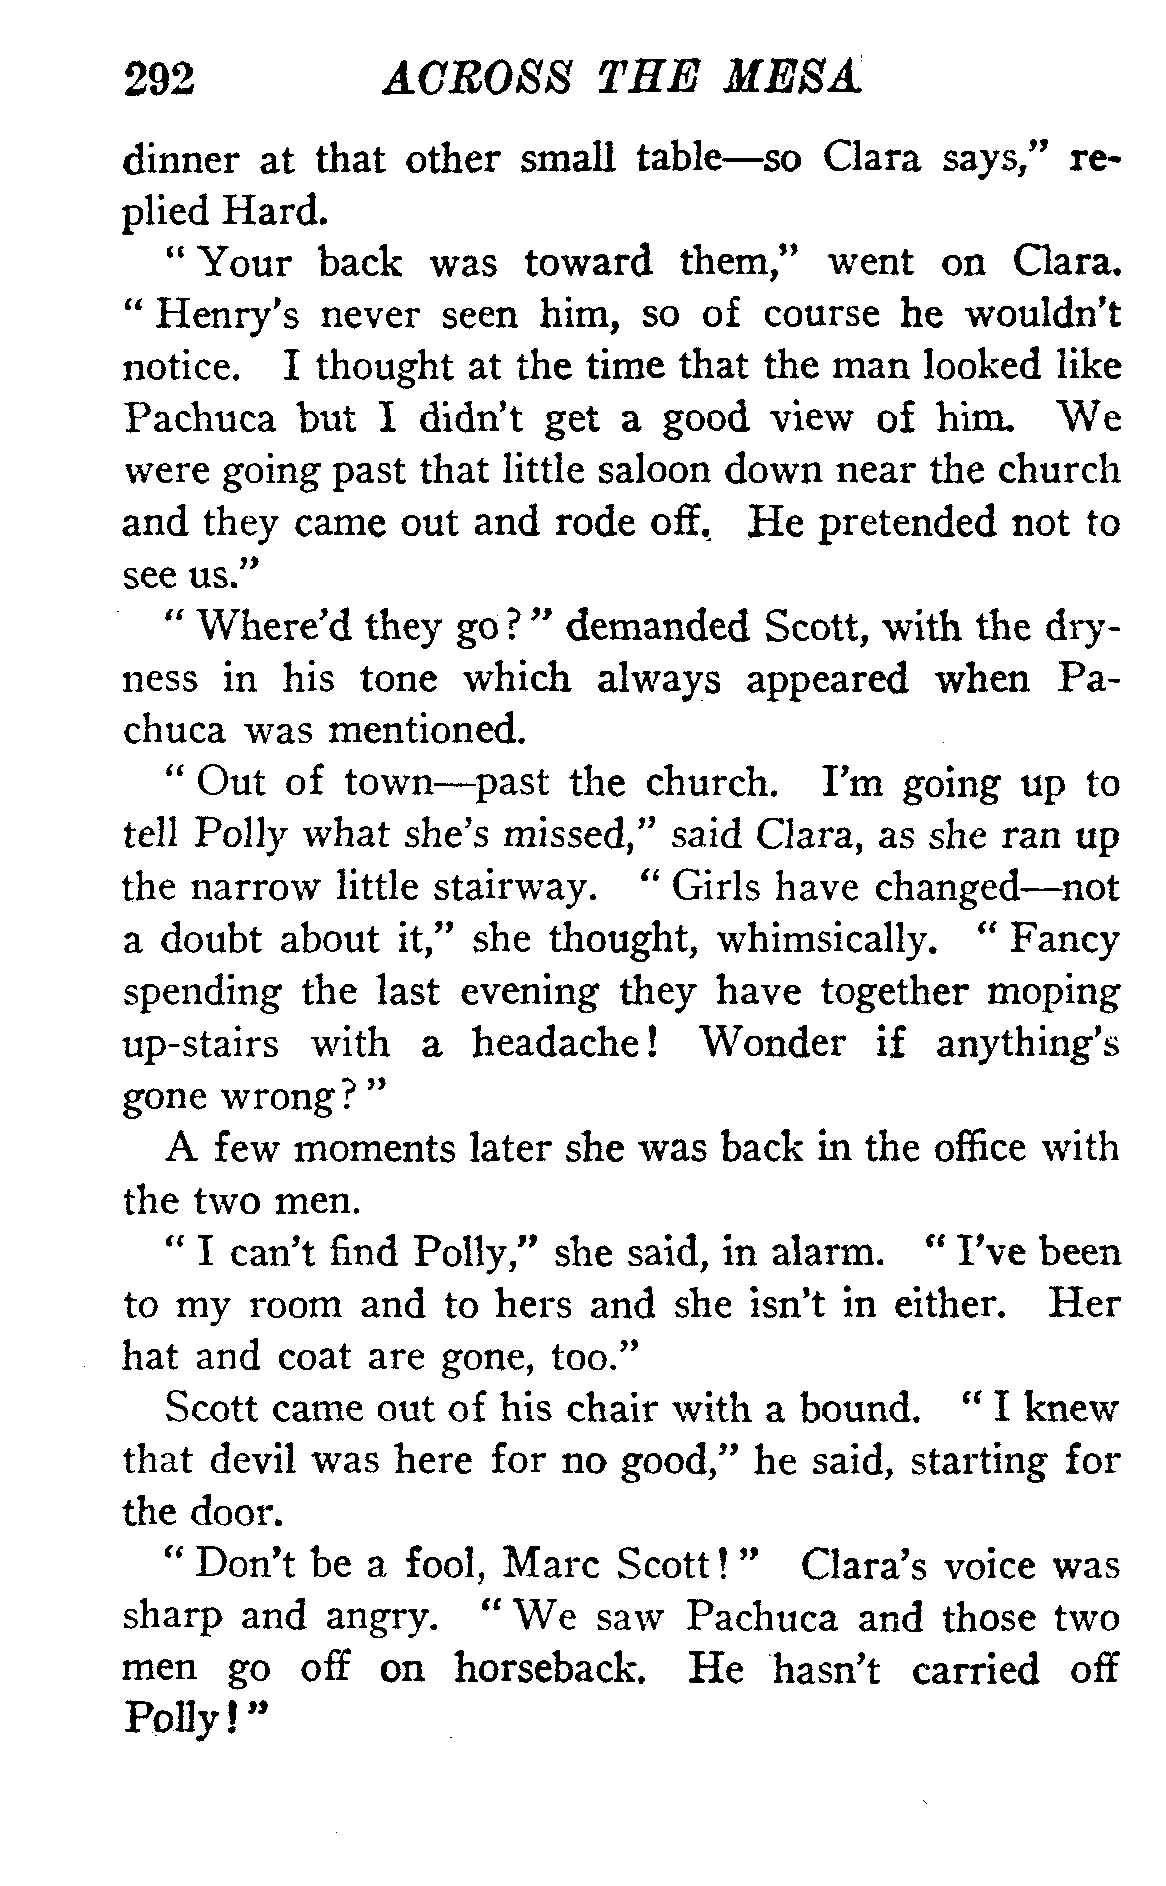 292 ACROSS THE MESA
dinner at that other small table—so Clara says,” re-
plied Hard.
“ Your back was toward them,” went on Clara.
“ Henry’s never seen him, so of course he wouldn’t
notice. I thought at the time that the man looked like
Pachuca but I didn’t get a good view of him. We
were going past that little saloon down near the church
and they came out and rode off. He pretended not to
see us.”
“ Where’d they go? ” demanded Scott, with the dry-
ness in his tone which always appeared when Pa-
chuca was mentioned.
“ Out of town—past the church. I’m going up to
tell Polly what she’s missed,” said Clara, as she ran up
the narrow little stairway. “ Girls have changed—not
a doubt about it,” she thought, whimsically. “ Fancy
spending the last evening they have together moping
up-stairs with a headache! Wonder if anything’s
gone wrong? ”
A few moments later she was back in the office with
the two men.
“ I can’t find Polly,” she said, in alarm. “ I’ve been
to my room and to hers and she isn’t in either. Her
hat and coat are gone, too.”
Scott came out of his chair with a bound. “ I knew
that devil was here for no good,” he said, starting for
the door.
“ Don’t be a fool, Marc Scott! ” Clara’s voice was
sharp and angry. “ We saw Pachuca and those two
men go off on horseback. He hasn’t carried off
Polly! ”